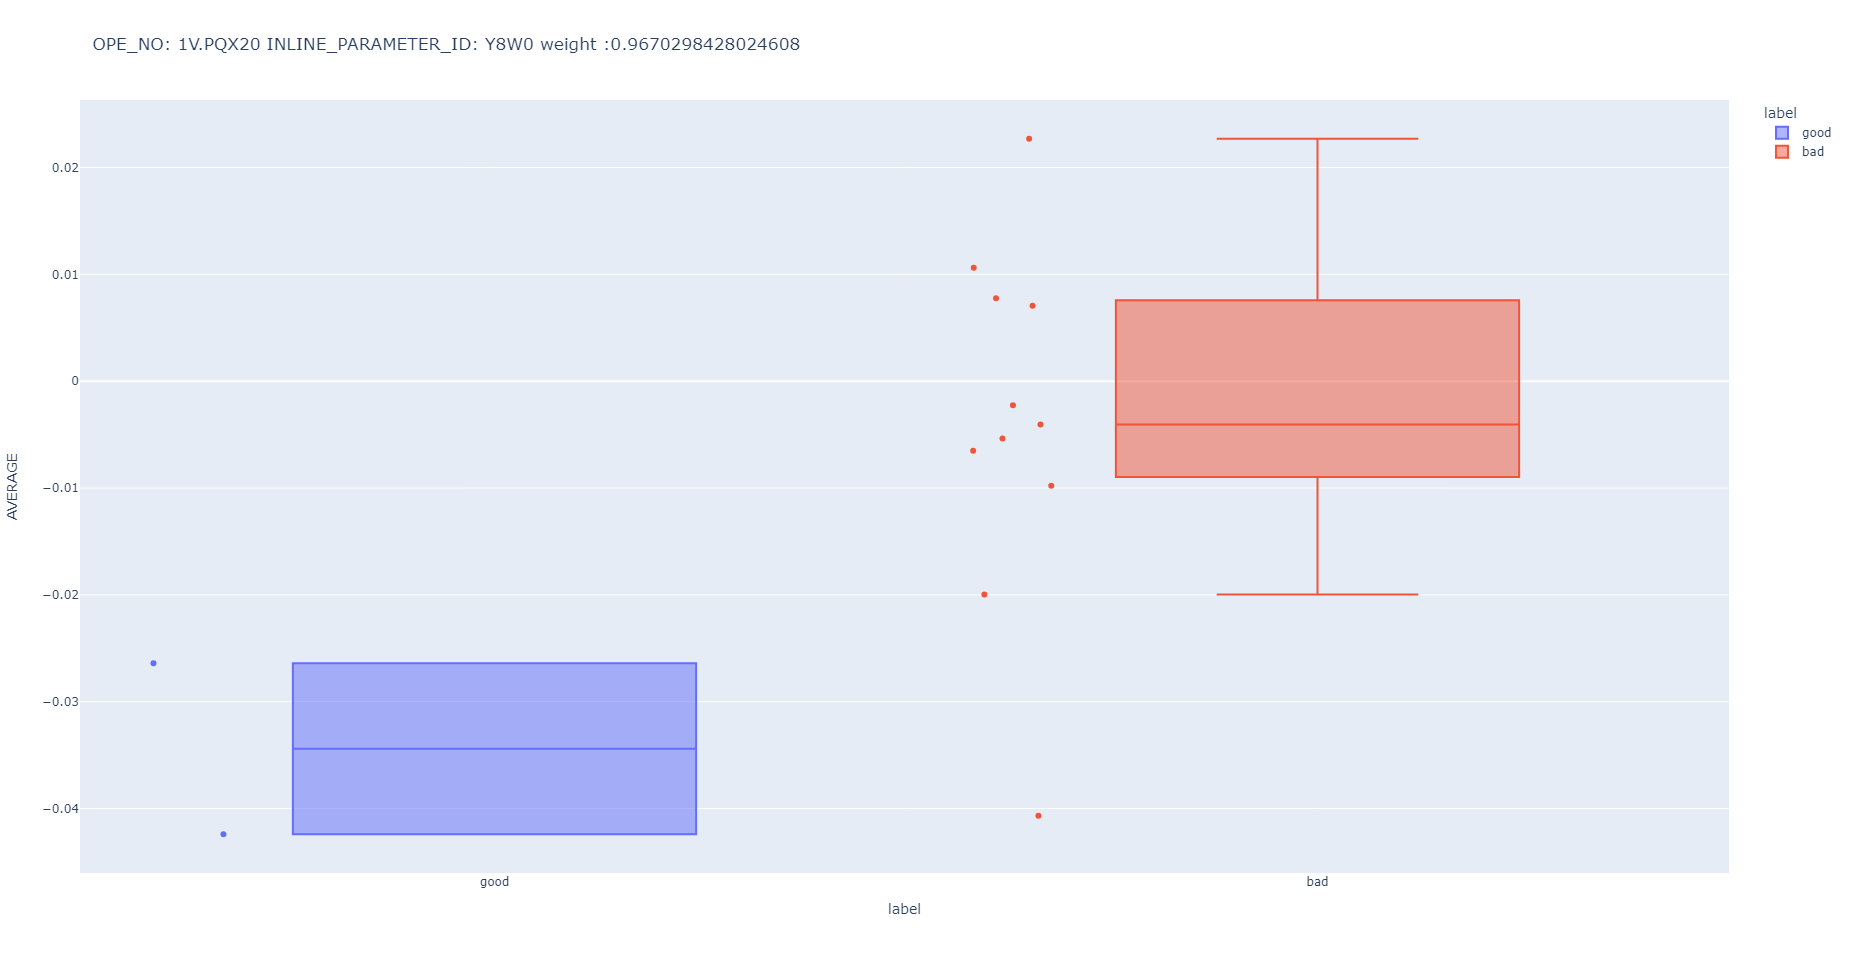 OPE_NO: 1V.PQX20 INLINE_PARAMETER_ID: Y8W0 weight :0.9670298428024608
label
good
bad
0.02
0.01
0
−0.01
−0.02
−0.03
−0.04
AVERAGE
good
bad
label